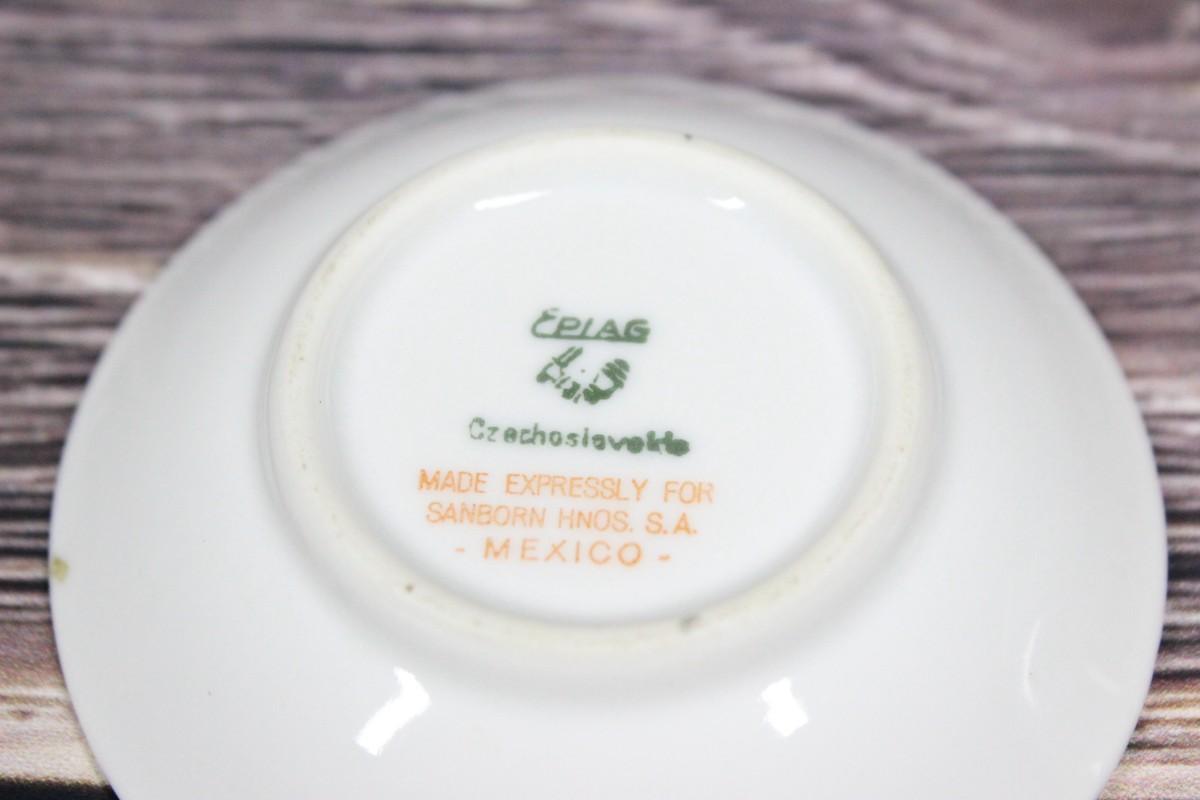 EPIAG
Czechoslovakia
MADE EXPRESSLY FOR
SANBORN HNOS. S.A.
- MEXICO -